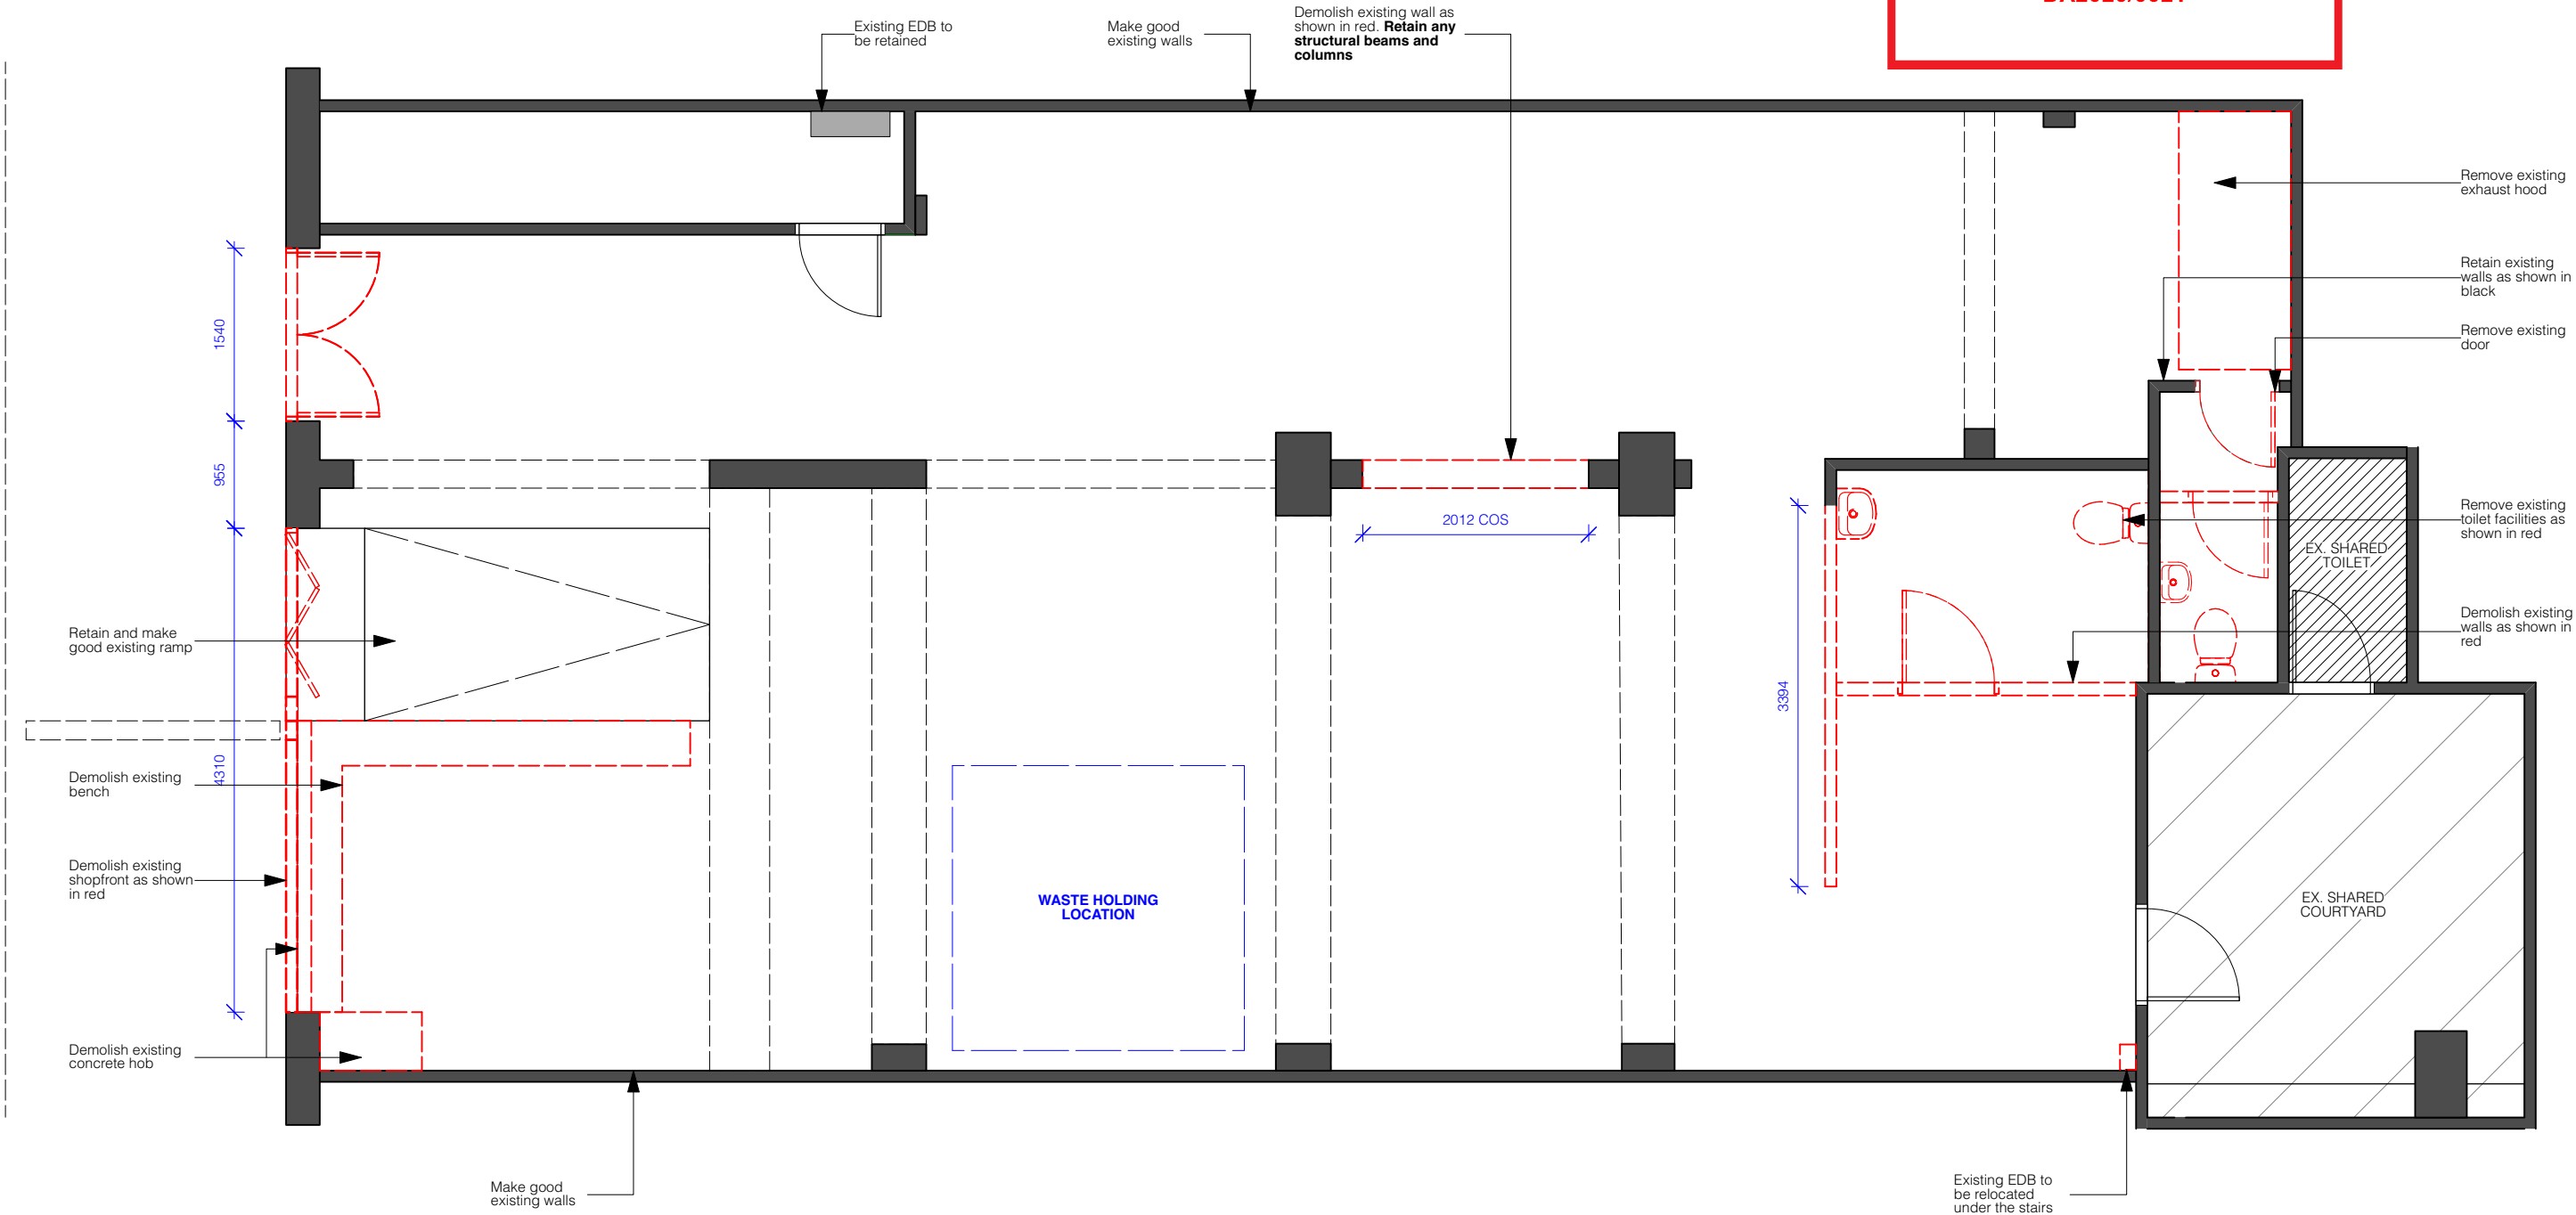 Existing EDB to
be retained
Make good
existing walls
Demolish existing wall as
shown in red. Retain any
structural beams and
columns
Remove existing
exhaust hood
Retain existing
walls as shown in
black
Remove existing
door
1540
955
2012 COS
Remove existing
toilet facilities as
shown in red
EX. SHARED
TOILET
Demolish existing
walls as shown in
red
Retain and make
good existing ramp
3394
4310
Demolish existing
bench
Demolish existing
shopfront as shown
in red
WASTE HOLDING
LOCATION
EX. SHARED
COURTYARD
Demolish existing
concrete hob
Make good
existing walls
Existing EDB to
be relocated
under the stairs